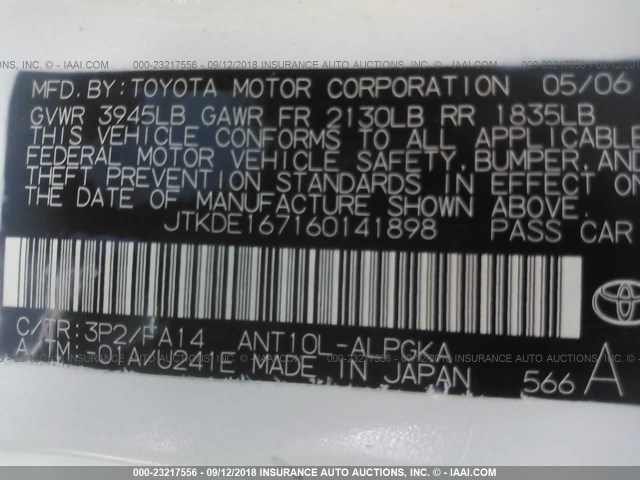 MFD. BY: TOYOTA MOTOR CORPORATION 05/06
GVWR 3945LB GAWR FR 2130LB RR 1835LB
THIS VEHICLE CONFORMS TO ALL APPLICABLE
FEDERAL MOTOR VEHICLE SAFETY, BUMPER, AND
THEFT PREVENTION STANDARDS IN EFFECT ON
THE DATE OF MANUFACTURE SHOWN ABOVE.
JTKDE167160141898 PASS CAR
C/TR: 3P2/FA14 ANT10L-ALPGKA
A/TM: -01A/U241E MADE IN JAPAN 566 A
000-23217556 - 09/12/2018 - INSURANCE AUTO AUCTIONS, INC. - © - IAAI.COM